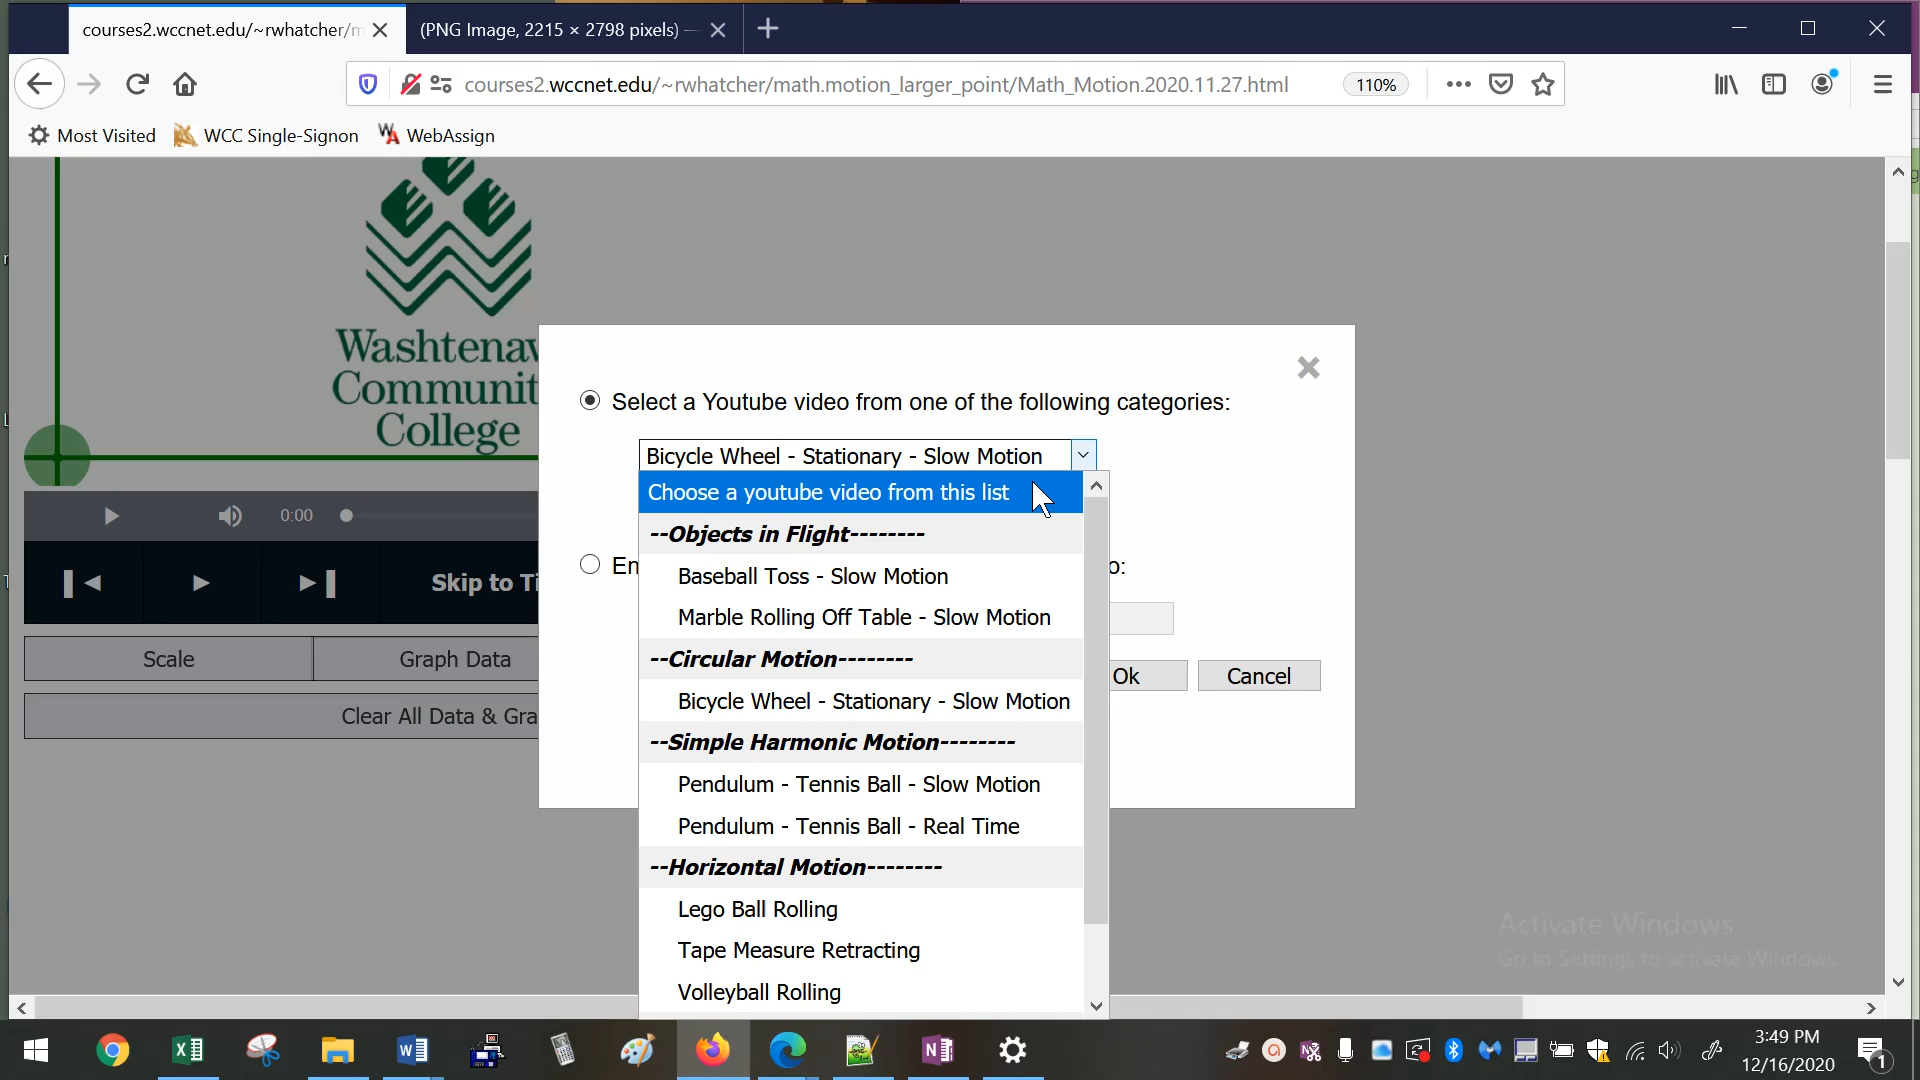 courses2.wccnet.edu/~rwhatcher/m
(PNG Image, 2215 × 2798 pixels) —
courses2.wccnet.edu/~rwhatcher/math.motion_larger_point/Math_Motion.2020.11.27.html
110%
Most Visited
WCC Single-Signon
WebAssign
Washtenaw
Communit
College
0:00
Skip to Ti
Scale
Graph Data
Clear All Data & Gra
Select a Youtube video from one of the following categories:
Bicycle Wheel - Stationary - Slow Motion
Choose a youtube video from this list
--Objects in Flight--------
Baseball Toss - Slow Motion
Marble Rolling Off Table - Slow Motion
--Circular Motion--------
Bicycle Wheel - Stationary - Slow Motion
--Simple Harmonic Motion--------
Pendulum - Tennis Ball - Slow Motion
Pendulum - Tennis Ball - Real Time
--Horizontal Motion--------
Lego Ball Rolling
Tape Measure Retracting
Volleyball Rolling
En
o:
Ok
Cancel
Activate Windows
Go to Settings to activate Windows.
3:49 PM
12/16/2020
1